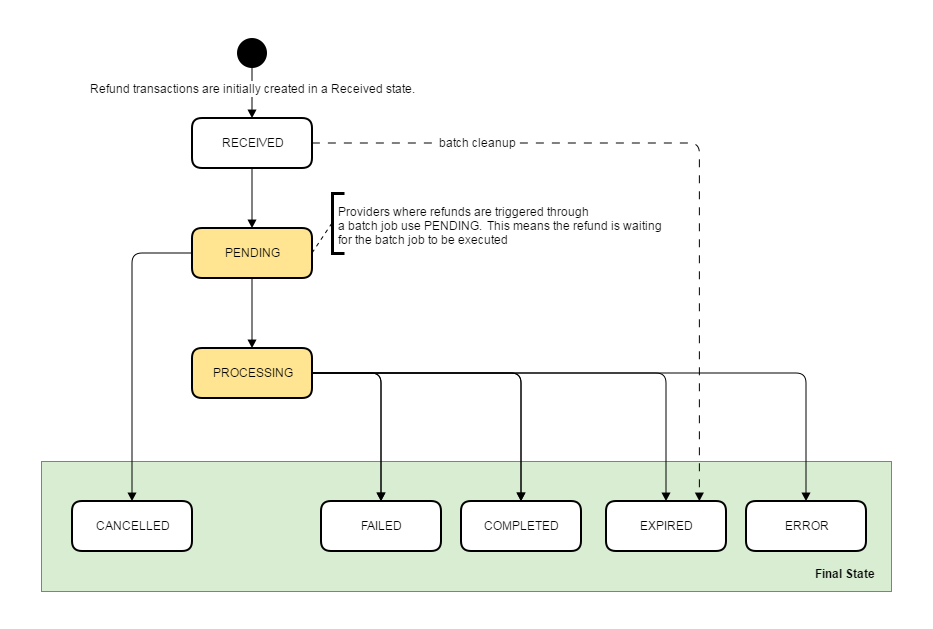 Refund transactions are initially created in a Received state.
RECEIVED
batch cleanup
Providers where refunds are triggered through
a batch job use PENDING. This means the refund is waiting
for the batch job to be executed
PENDING
PROCESSING
CANCELLED
FAILED
COMPLETED
EXPIRED
ERROR
Final State